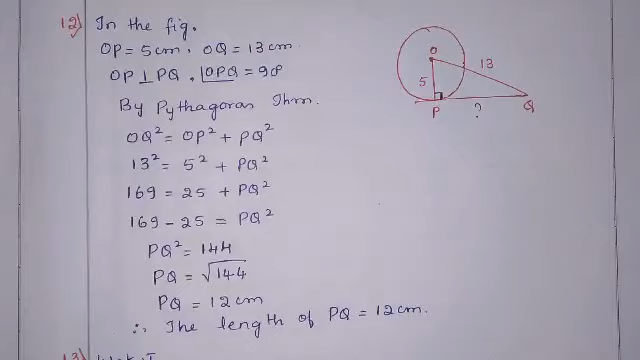 12) In the fig.
OP = 5cm, OQ = 13cm.
OP ⊥ PQ, ∠OPQ = 90
By Pythagoras Thm.
OQ² = OP² + PQ²
13² = 5² + PQ²
169 = 25 + PQ²
169 - 25 = PQ²
PQ² = 144
PQ = √144
PQ = 12cm
∴ The length of PQ = 12cm.
O
13
5
P
?
Q
13)